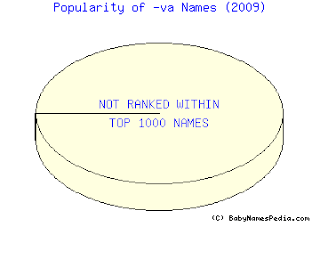 Popularity of -va Names (2009)
NOT RANKED WITHIN
TOP 1000 NAMES
(C) BabyNamesPedia.com